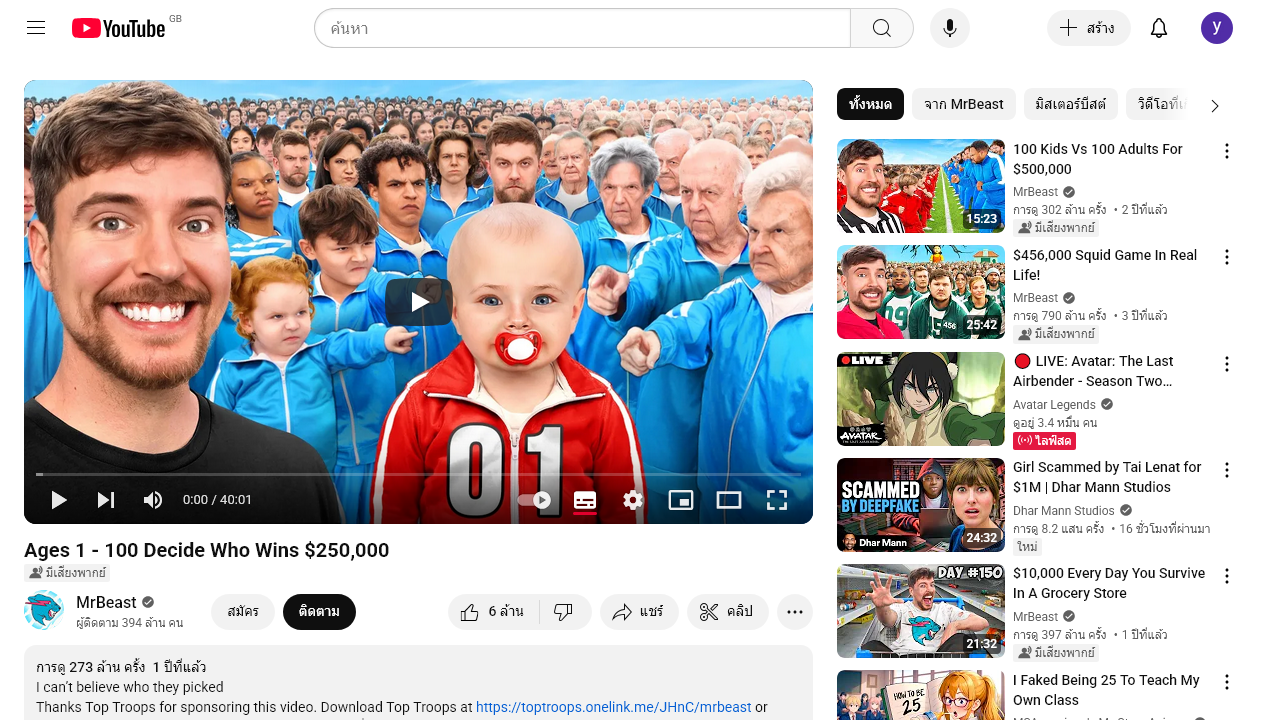 YouTube GB
ค้นหา
สร้าง
y
01
0:00 / 40:01
Ages 1 - 100 Decide Who Wins $250,000
มีเสียงพากย์
MrBeast
ผู้ติดตาม 394 ล้าน คน
สมัคร
ติดตาม
6 ล้าน
แชร์
คลิป
การดู 273 ล้าน ครั้ง 1 ปีที่แล้ว
I can't believe who they picked
Thanks Top Troops for sponsoring this video. Download Top Troops at https://toptroops.onelink.me/JHnC/mrbeast or
ทั้งหมด
จาก MrBeast
มิสเตอร์บีสต์
วิดีโอที่เ
15:23
100 Kids Vs 100 Adults For
$500,000
MrBeast
การดู 302 ล้าน ครั้ง • 2 ปีที่แล้ว
มีเสียงพากย์
456
25:42
$456,000 Squid Game In Real
Life!
MrBeast
การดู 790 ล้าน ครั้ง • 3 ปีที่แล้ว
มีเสียงพากย์
LIVE
AVATAR
LIVE: Avatar: The Last
Airbender - Season Two…
Avatar Legends
ดูอยู่ 3.4 หมื่น คน
ไลฟ์สด
SCAMMED
BY DEEPFAKE
Dhar Mann
24:32
Girl Scammed by Tai Lenat for
$1M | Dhar Mann Studios
Dhar Mann Studios
การดู 8.2 แสน ครั้ง • 16 ชั่วโมงที่ผ่านมา
ใหม่
DAY #150
21:32
$10,000 Every Day You Survive
In A Grocery Store
MrBeast
การดู 397 ล้าน ครั้ง • 1 ปีที่แล้ว
มีเสียงพากย์
HOW TO BE
25
I Faked Being 25 To Teach My
Own Class